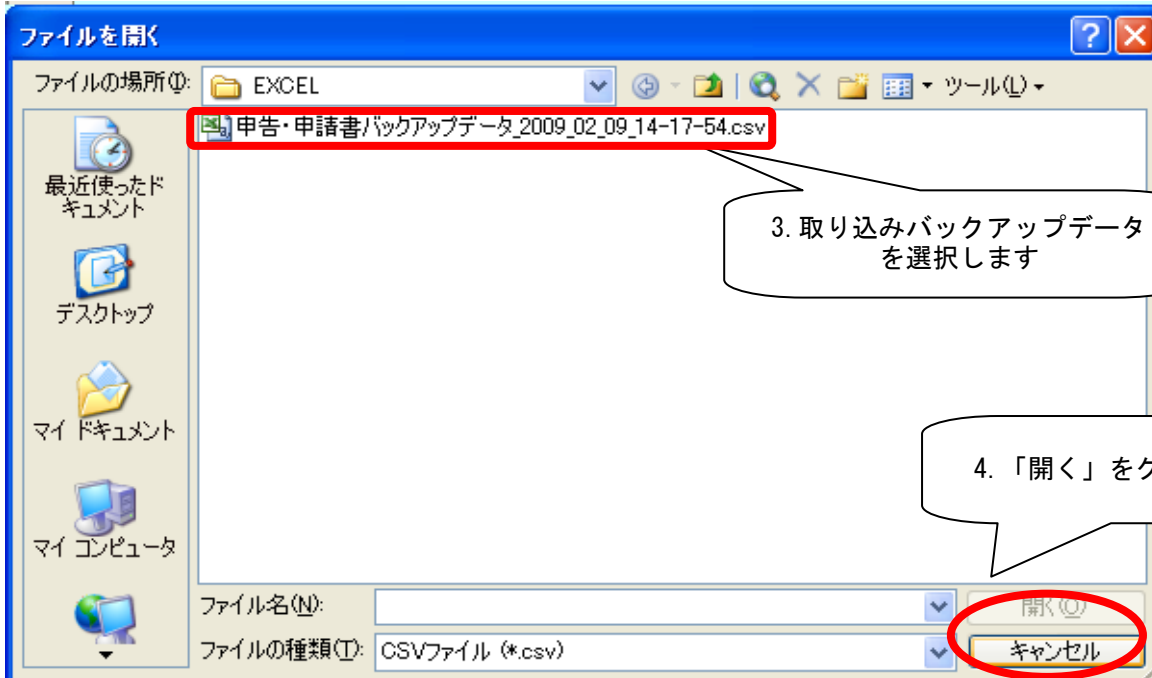 ファイルを開く
ファイルの場所(I):
EXCEL
ツール(L)
申告・申請書バックアップデータ_2009_02_09_14-17-54.csv
最近使ったド
キュメント
3.取り込みバックアップデータ
を選択します
デスクトップ
マイ ドキュメント
4.「開く」をク
マイ コンピュータ
ファイル名(N):
開く(O)
ファイルの種類(T):
CSVファイル (*.csv)
キャンセル